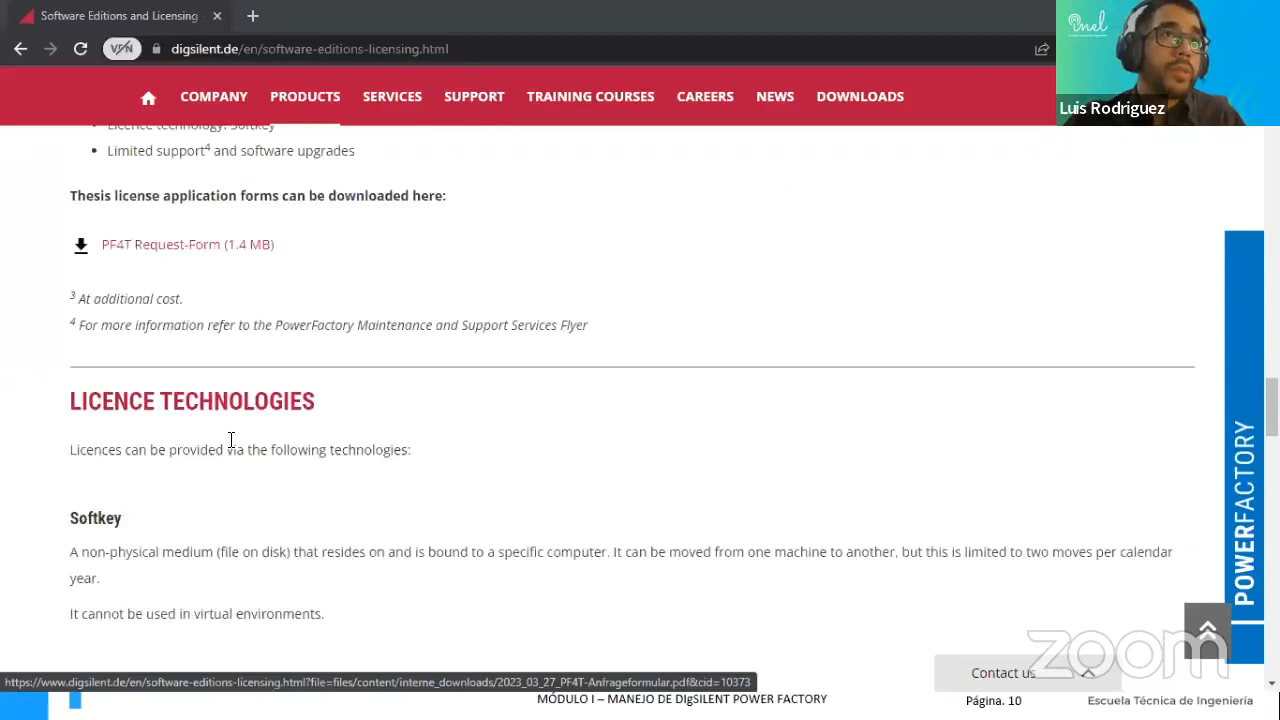 Software Editions and Licensing
VPN
digsilent.de/en/software-editions-licensing.html
inel
Luis Rodriguez
COMPANY PRODUCTS SERVICES SUPPORT TRAINING COURSES CAREERS NEWS DOWNLOADS
Licence technology: Softkey
Limited support4 and software upgrades
Thesis license application forms can be downloaded here:
PF4T Request-Form (1.4 MB)
3 At additional cost.
4 For more information refer to the PowerFactory Maintenance and Support Services Flyer
LICENCE TECHNOLOGIES
Licences can be provided via the following technologies:
Softkey
A non-physical medium (file on disk) that resides on and is bound to a specific computer. It can be moved from one machine to another, but this is limited to two moves per calendar
year.
It cannot be used in virtual environments.
POWERFACTORY
zoom
Contact us
https://www.digsilent.de/en/software-editions-licensing.html?file=files/content/interne_downloads/2023_03_27_PF4T-Anfrageformular.pdf&cid=10373
MÓDULO I – MANEJO DE DIgSILENT POWER FACTORY
Página. 10
Escuela Técnica de Ingeniería